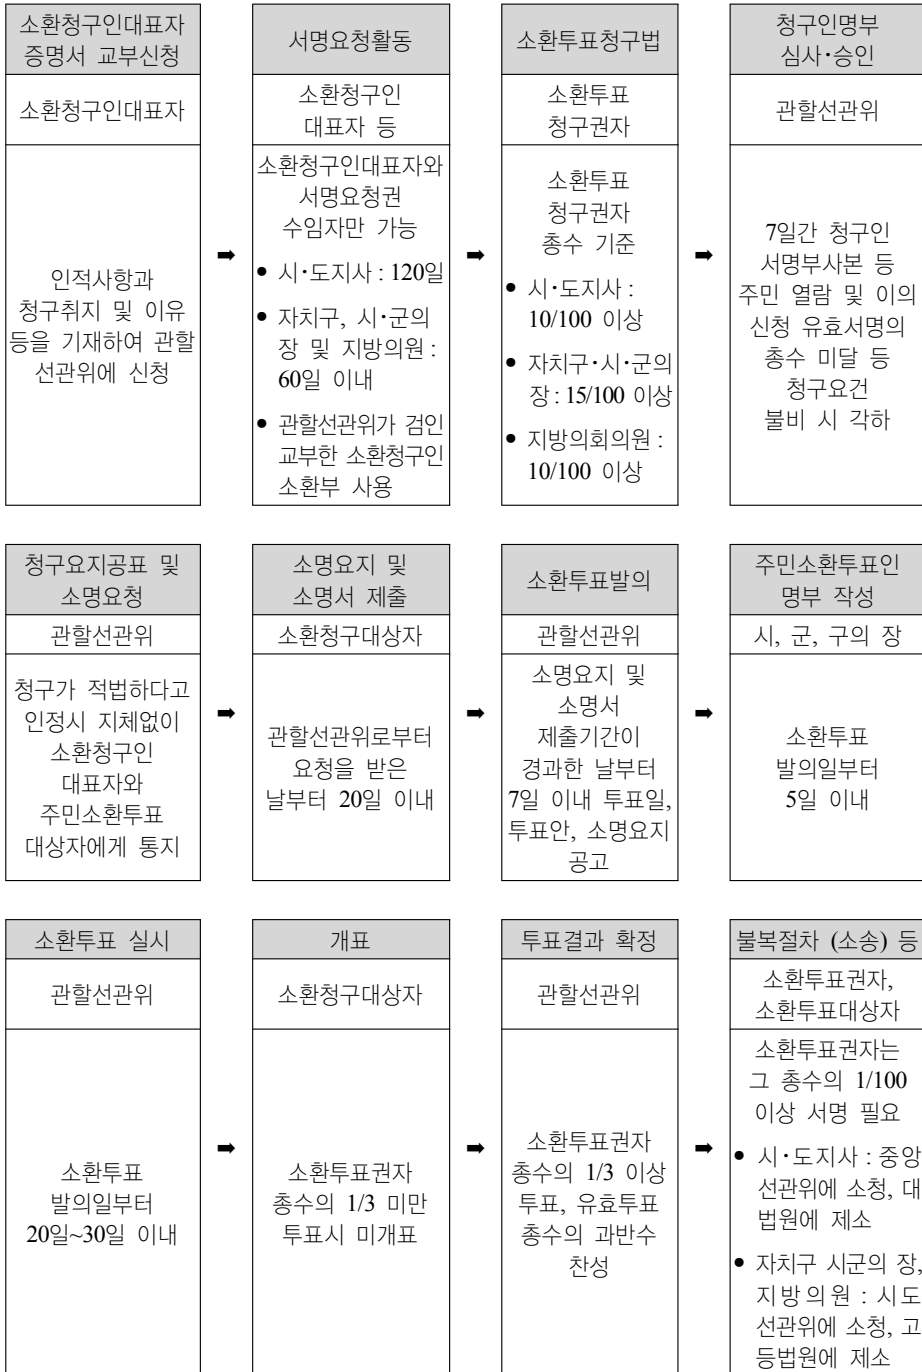 소환청구인대표자
증명서 교부신청
소환청구인대표자
인적사항과
청구취지 및 이유
등을 기재하여 관할
선관위에 신청
➡
서명요청활동
소환청구인
대표자 등
소환청구인대표자와
서명요청권
수임자만 가능
• 시·도지사 : 120일
• 자치구, 시·군의
장 및 지방의원 :
60일 이내
• 관할선관위가 검인
교부한 소환청구인
소환부 사용
➡
소환투표청구법
소환투표
청구권자
소환투표
청구권자
총수 기준
• 시·도지사 :
10/100 이상
• 자치구·시·군의
장 : 15/100 이상
• 지방의회의원 :
10/100 이상
➡
청구인명부
심사·승인
관할선관위
7일간 청구인
서명부사본 등
주민 열람 및 이의
신청 유효서명의
총수 미달 등
청구요건
불비 시 각하
청구요지공표 및
소명요청
관할선관위
청구가 적법하다고
인정시 지체없이
소환청구인
대표자와
주민소환투표
대상자에게 통지
➡
소명요지 및
소명서 제출
소환청구대상자
관할선관위로부터
요청을 받은
날부터 20일 이내
➡
소환투표발의
관할선관위
소명요지 및
소명서
제출기간이
경과한 날부터
7일 이내 투표일,
투표안, 소명요지
공고
➡
주민소환투표인
명부 작성
시, 군, 구의 장
소환투표
발의일부터
5일 이내
소환투표 실시
관할선관위
소환투표
발의일부터
20일~30일 이내
➡
개표
소환청구대상자
소환투표권자
총수의 1/3 미만
투표시 미개표
➡
투표결과 확정
관할선관위
소환투표권자
총수의 1/3 이상
투표, 유효투표
총수의 과반수
찬성
➡
불복절차 (소송) 등
소환투표권자,
소환투표대상자
소환투표권자는
그 총수의 1/100
이상 서명 필요
• 시·도지사 : 중앙
선관위에 소청, 대
법원에 제소
• 자치구 시군의 장,
지방의원 : 시도
선관위에 소청, 고
등법원에 제소